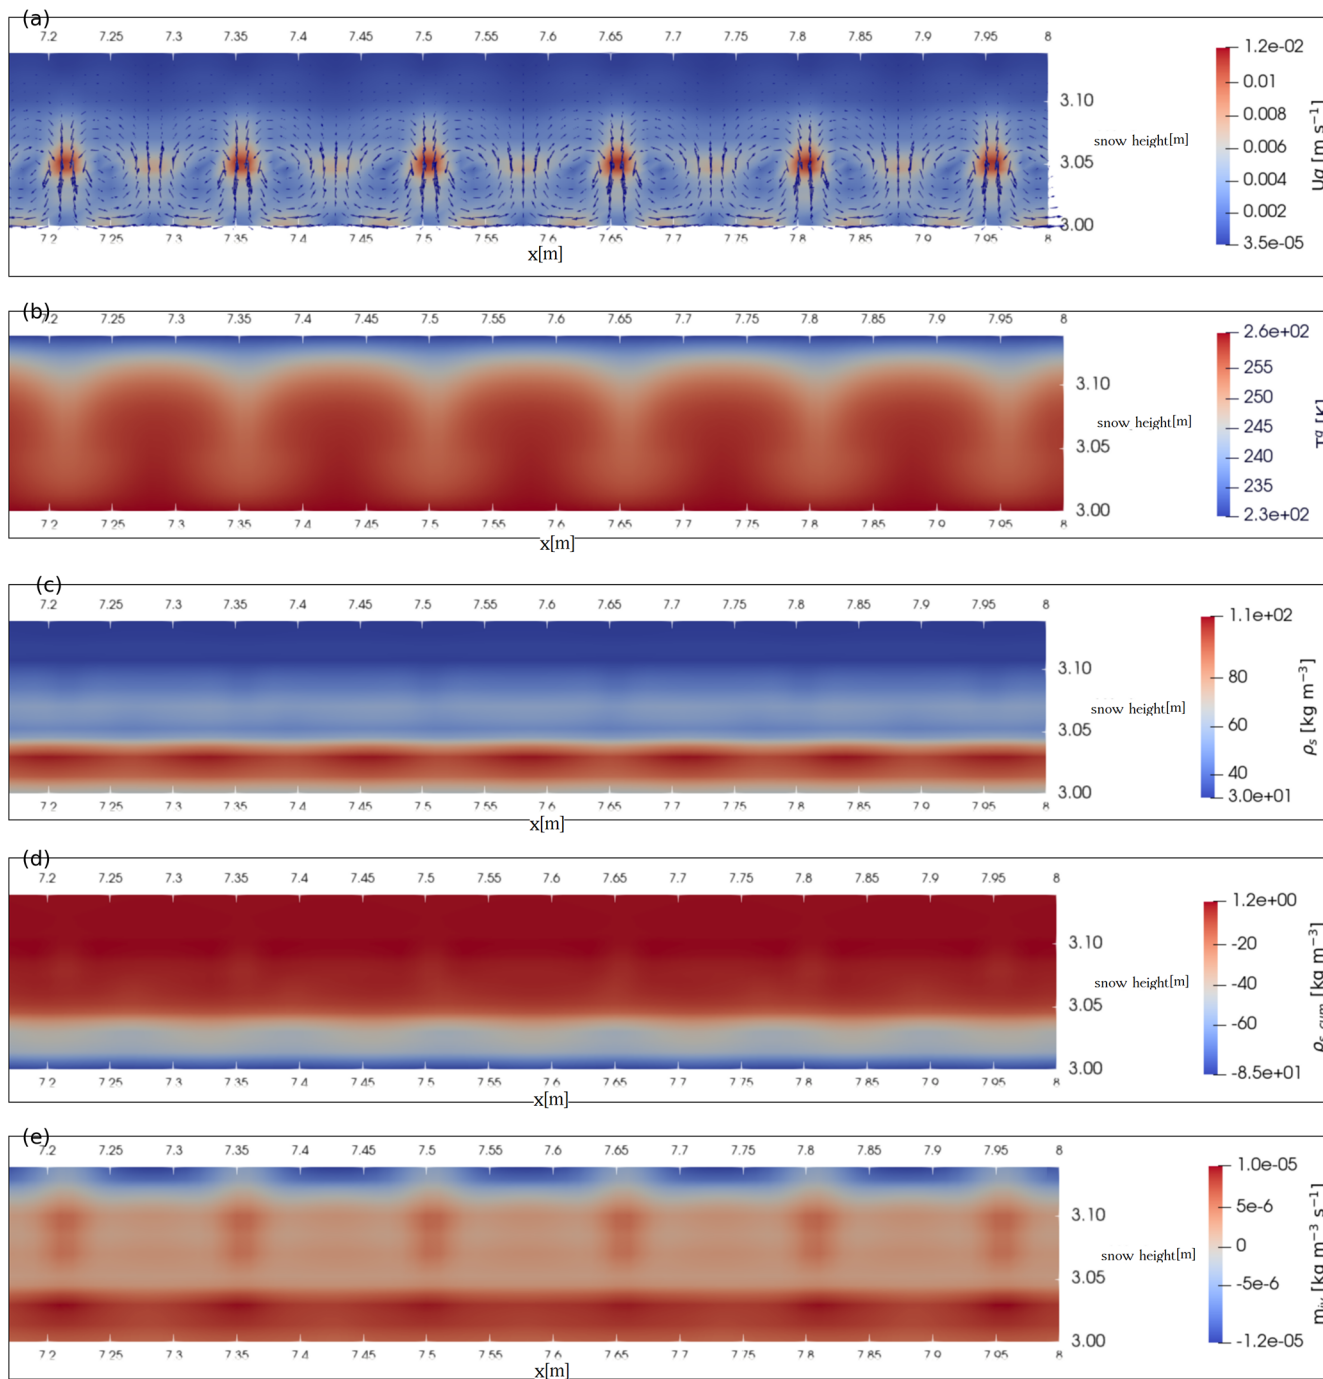 (a)
7.2 7.25 7.3 7.35 7.4 7.45 7.5 7.55 7.6 7.65 7.7 7.75 7.8 7.85 7.9 7.95 8
3.10
snow height[m]
3.05
3.00
7.2 7.25 7.3 7.35 7.4 7.45 7.5 7.55 7.6 7.65 7.7 7.75 7.8 7.85 7.9 7.95 8
x[m]
1.2e-02
0.01
0.008
0.006
0.004
0.002
3.5e-05
[m s⁻¹]
(b)
7.2 7.25 7.3 7.35 7.4 7.45 7.5 7.55 7.6 7.65 7.7 7.75 7.8 7.85 7.9 7.95 8
3.10
snow height[m]
3.05
3.00
7.2 7.25 7.3 7.35 7.4 7.45 7.5 7.55 7.6 7.65 7.7 7.75 7.8 7.85 7.9 7.95 8
x[m]
2.6e+02
255
250
245
240
235
2.3e+02
(c)
7.2 7.25 7.3 7.35 7.4 7.45 7.5 7.55 7.6 7.65 7.7 7.75 7.8 7.85 7.9 7.95 8
3.10
snow height[m]
3.05
3.00
7.2 7.25 7.3 7.35 7.4 7.45 7.5 7.55 7.6 7.65 7.7 7.75 7.8 7.85 7.9 7.95 8
x[m]
1.1e+02
80
60
40
3.0e+01
ρₛ [kg m⁻³]
(d)
7.2 7.25 7.3 7.35 7.4 7.45 7.5 7.55 7.6 7.65 7.7 7.75 7.8 7.85 7.9 7.95 8
3.10
snow height[m]
3.05
3.00
7.2 7.25 7.3 7.35 7.4 7.45 7.5 7.55 7.6 7.65 7.7 7.75 7.8 7.85 7.9 7.95 8
x[m]
1.2e+00
-20
-40
-60
-8.5e+01
[kg m⁻³]
(e)
7.2 7.25 7.3 7.35 7.4 7.45 7.5 7.55 7.6 7.65 7.7 7.75 7.8 7.85 7.9 7.95 8
3.10
snow height[m]
3.05
3.00
7.2 7.25 7.3 7.35 7.4 7.45 7.5 7.55 7.6 7.65 7.7 7.75 7.8 7.85 7.9 7.95 8
x[m]
1.0e-05
5e-6
0
-5e-6
-1.2e-05
[kg m⁻³ s⁻¹]